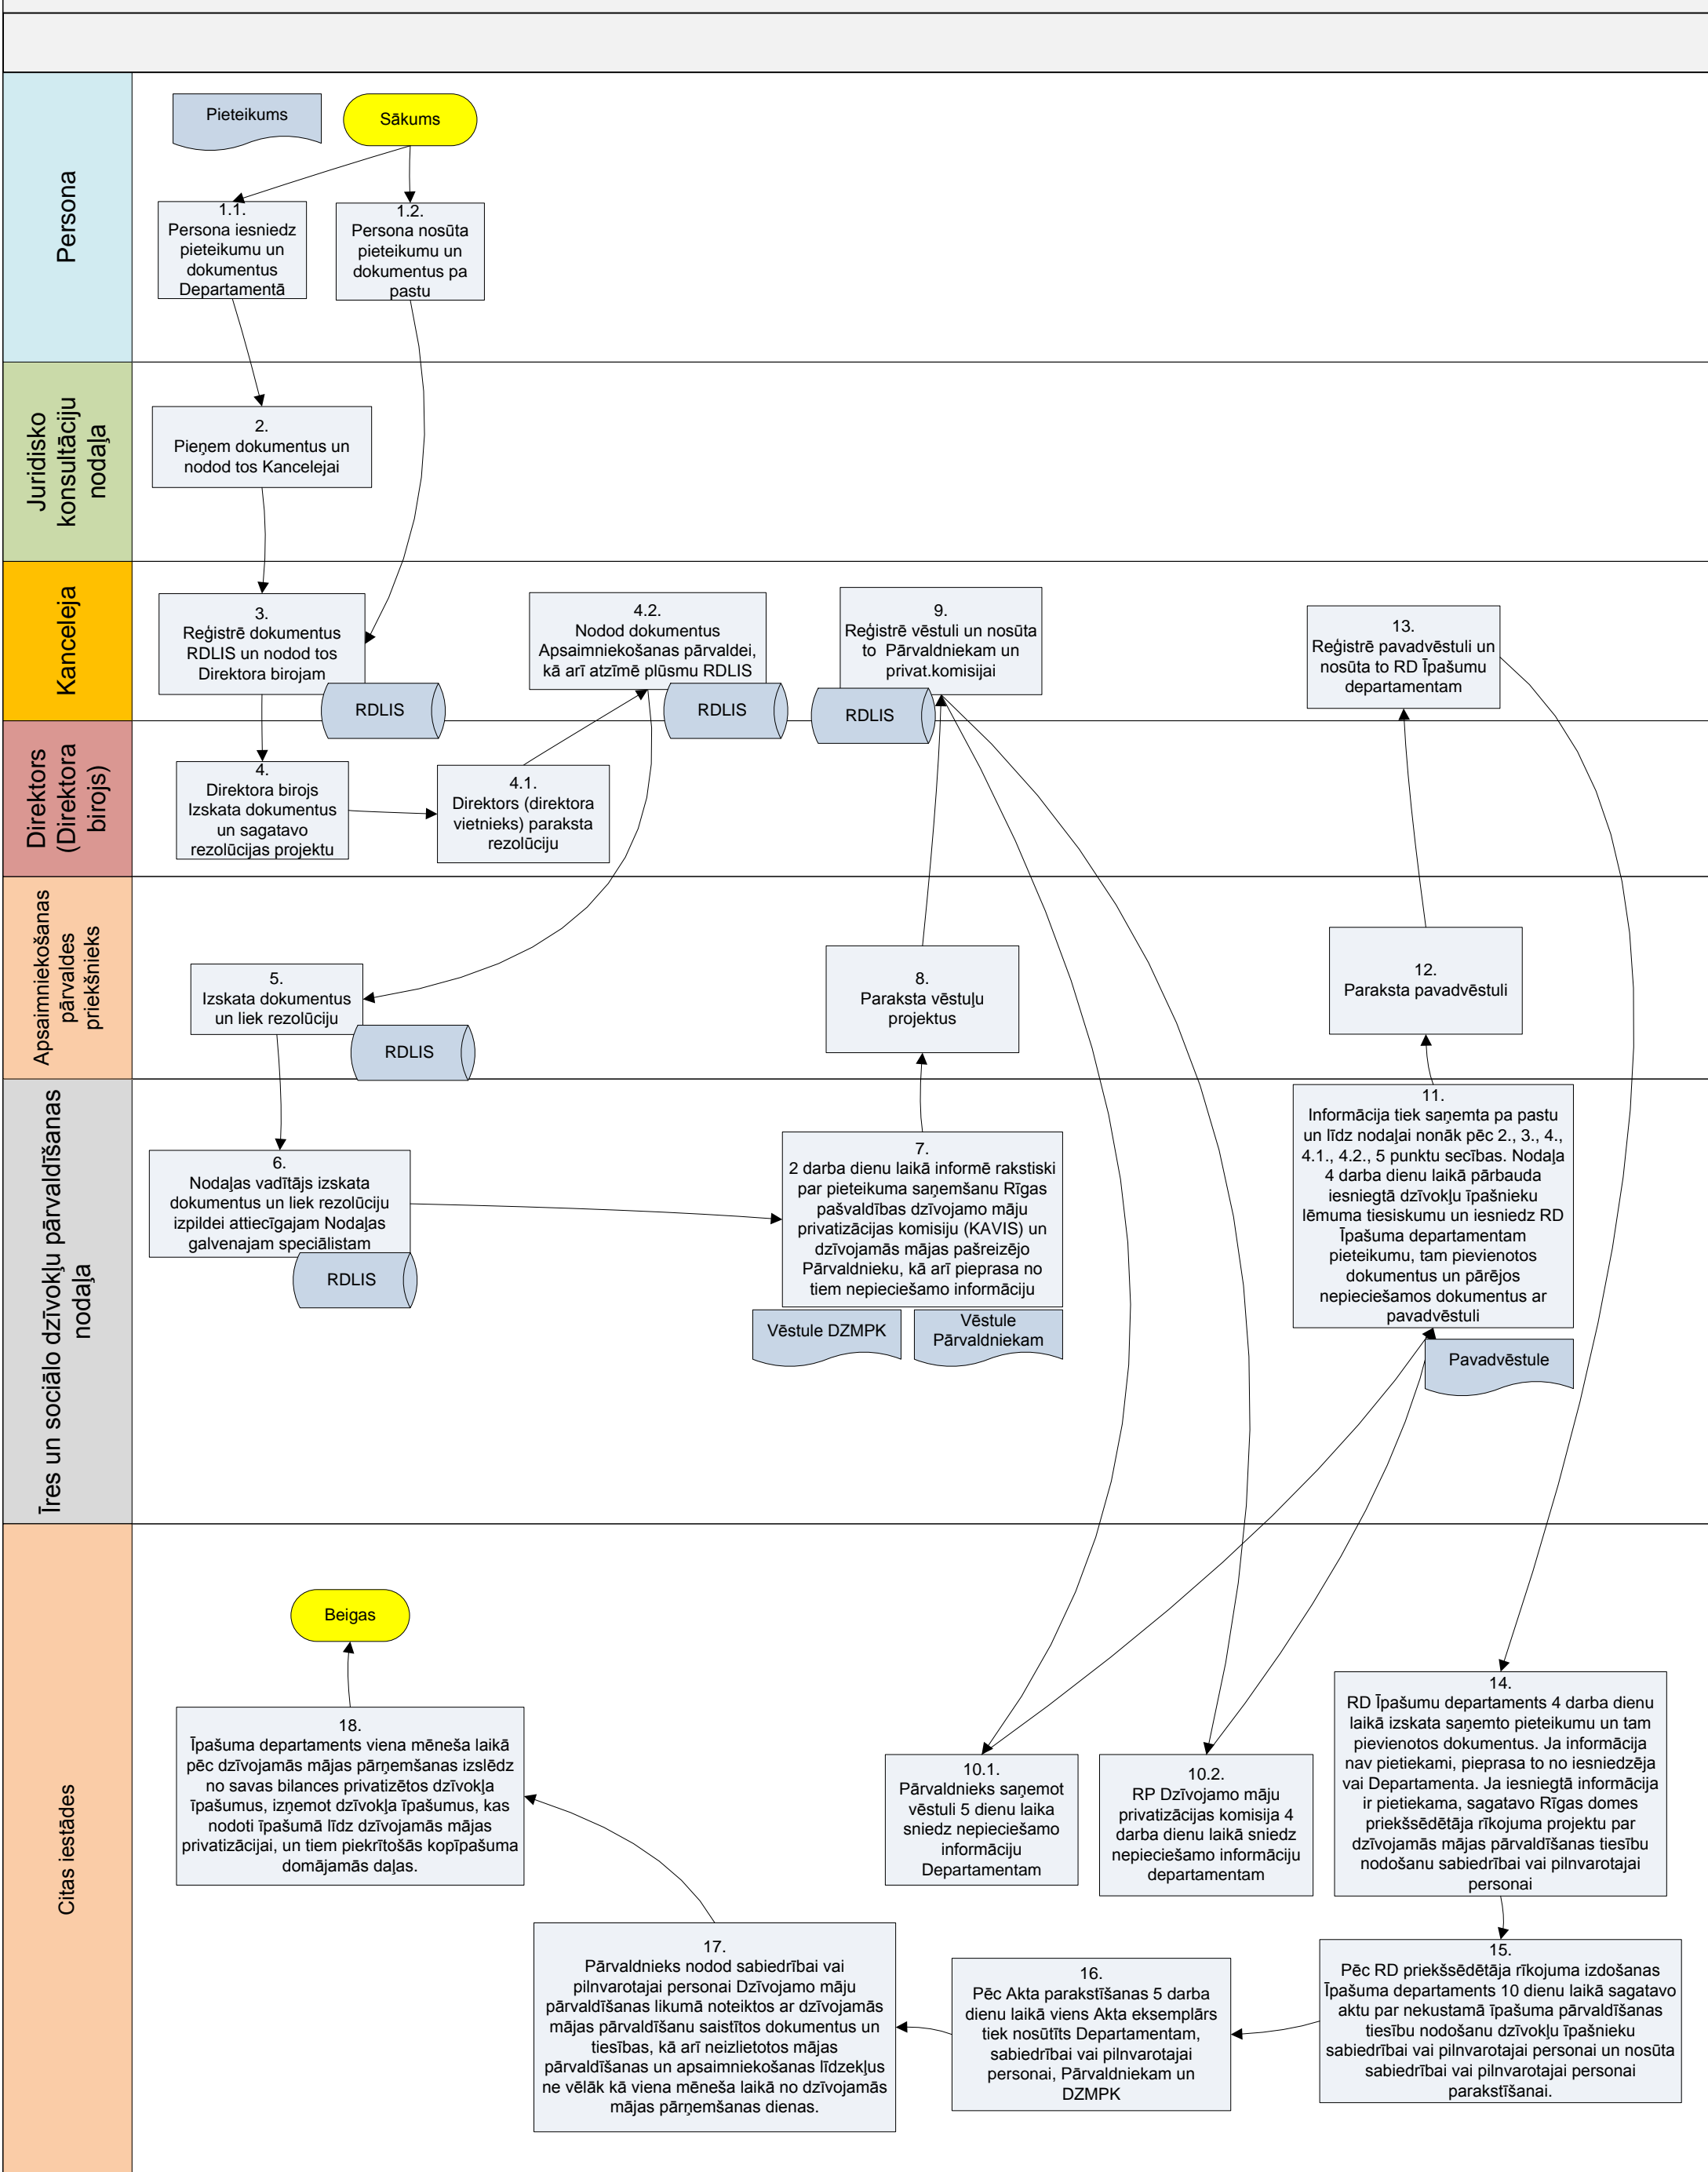 Persona
Pieteikums
Sākums
1.1.
Persona iesniedz
pieteikumu un
dokumentus
Departamentā
1.2.
Persona nosūta
pieteikumu un
dokumentus pa
pastu
Juridisko
konsultāciju
nodaļa
2.
Pieņem dokumentus un
nodod tos Kancelejai
Kanceleja
3.
Reģistrē dokumentus
RDLIS un nodod tos
Direktora birojam
RDLIS
4.2.
Nodod dokumentus
Apsaimniekošanas pārvaldei,
kā arī atzīmē plūsmu RDLIS
RDLIS
9.
Reģistrē vēstuli un nosūta
to Pārvaldniekam un
privat.komisijai
RDLIS
13.
Reģistrē pavadvēstuli un
nosūta to RD Īpašumu
departamentam
Direktors
(Direktora
birojs)
4.
Direktora birojs
Izskata dokumentus
un sagatavo
rezolūcijas projektu
4.1.
Direktors (direktora
vietnieks) paraksta
rezolūciju
Apsaimniekošanas
pārvaldes
priekšnieks
5.
Izskata dokumentus
un liek rezolūciju
RDLIS
8.
Paraksta vēstuļu
projektus
12.
Paraksta pavadvēstuli
Īres un sociālo dzīvokļu pārvaldīšanas
nodaļa
6.
Nodaļas vadītājs izskata
dokumentus un liek rezolūciju
izpildei attiecīgajam Nodaļas
galvenajam speciālistam
RDLIS
7.
2 darba dienu laikā informē rakstiski
par pieteikuma saņemšanu Rīgas
pašvaldības dzīvojamo māju
privatizācijas komisiju (KAVIS) un
dzīvojamās mājas pašreizējo
Pārvaldnieku, kā arī pieprasa no
tiem nepieciešamo informāciju
Vēstule DZMPK
Vēstule
Pārvaldniekam
11.
Informācija tiek saņemta pa pastu
un līdz nodaļai nonāk pēc 2., 3., 4.,
4.1., 4.2., 5 punktu secības. Nodaļa
4 darba dienu laikā pārbauda
iesniegtā dzīvokļu īpašnieku
lēmuma tiesiskumu un iesniedz RD
Īpašuma departamentam
pieteikumu, tam pievienotos
dokumentus un pārējos
nepieciešamos dokumentus ar
pavadvēstuli
Pavadvēstule
Citas iestādes
Beigas
18.
Īpašuma departaments viena mēneša laikā
pēc dzīvojamās mājas pārņemšanas izslēdz
no savas bilances privatizētos dzīvokļa
īpašumus, izņemot dzīvokļa īpašumus, kas
nodoti īpašumā līdz dzīvojamās mājas
privatizācijai, un tiem piekrītošās kopīpašuma
domājamās daļas.
10.1.
Pārvaldnieks saņemot
vēstuli 5 dienu laika
sniedz nepieciešamo
informāciju
Departamentam
10.2.
RP Dzīvojamo māju
privatizācijas komisija 4
darba dienu laikā sniedz
nepieciešamo informāciju
departamentam
14.
RD Īpašumu departaments 4 darba dienu
laikā izskata saņemto pieteikumu un tam
pievienotos dokumentus. Ja informācija
nav pietiekami, pieprasa to no iesniedzēja
vai Departamenta. Ja iesniegtā informācija
ir pietiekama, sagatavo Rīgas domes
priekšsēdētāja rīkojuma projektu par
dzīvojamās mājas pārvaldīšanas tiesību
nodošanu sabiedrībai vai pilnvarotajai
personai
17.
Pārvaldnieks nodod sabiedrībai vai
pilnvarotajai personai Dzīvojamo māju
pārvaldīšanas likumā noteiktos ar dzīvojamās
mājas pārvaldīšanu saistītos dokumentus un
tiesības, kā arī neizlietotos mājas
pārvaldīšanas un apsaimniekošanas līdzekļus
ne vēlāk kā viena mēneša laikā no dzīvojamās
mājas pārņemšanas dienas.
16.
Pēc Akta parakstīšanas 5 darba
dienu laikā viens Akta eksemplārs
tiek nosūtīts Departamentam,
sabiedrībai vai pilnvarotajai
personai, Pārvaldniekam un
DZMPK
15.
Pēc RD priekšsēdētāja rīkojuma izdošanas
Īpašuma departaments 10 dienu laikā sagatavo
aktu par nekustamā īpašuma pārvaldīšanas
tiesību nodošanu dzīvokļu īpašnieku
sabiedrībai vai pilnvarotajai personai un nosūta
sabiedrībai vai pilnvarotajai personai
parakstīšanai.